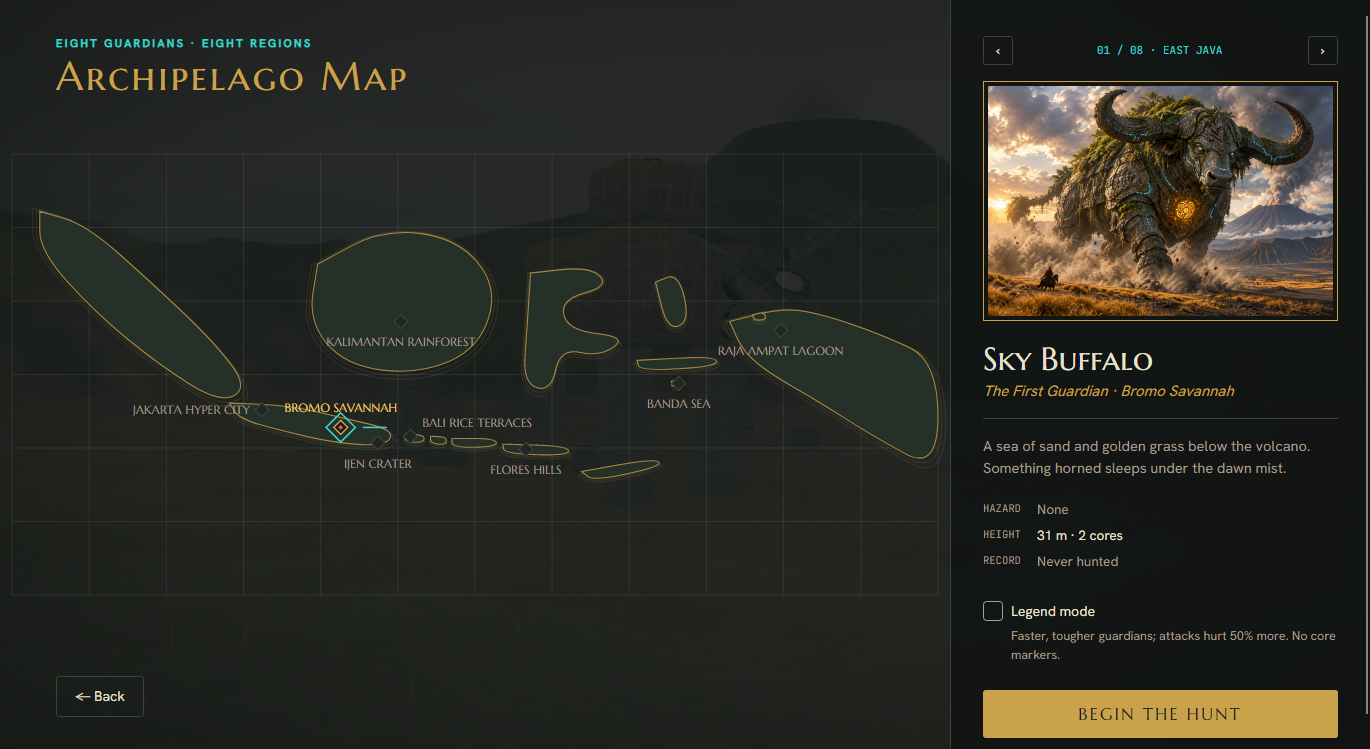 EIGHT GUARDIANS · EIGHT REGIONS
Archipelago Map
KALIMANTAN RAINFOREST
RAJA AMPAT LAGOON
BANDA SEA
JAKARTA HYPER CITY
BROMO SAVANNAH
BALI RICE TERRACES
IJEN CRATER
FLORES HILLS
← Back
‹
01 / 08 · EAST JAVA
›
Sky Buffalo
The First Guardian · Bromo Savannah
A sea of sand and golden grass below the volcano.
Something horned sleeps under the dawn mist.
HAZARD None
HEIGHT 31 m · 2 cores
RECORD Never hunted
Legend mode
Faster, tougher guardians; attacks hurt 50% more. No core
markers.
BEGIN THE HUNT